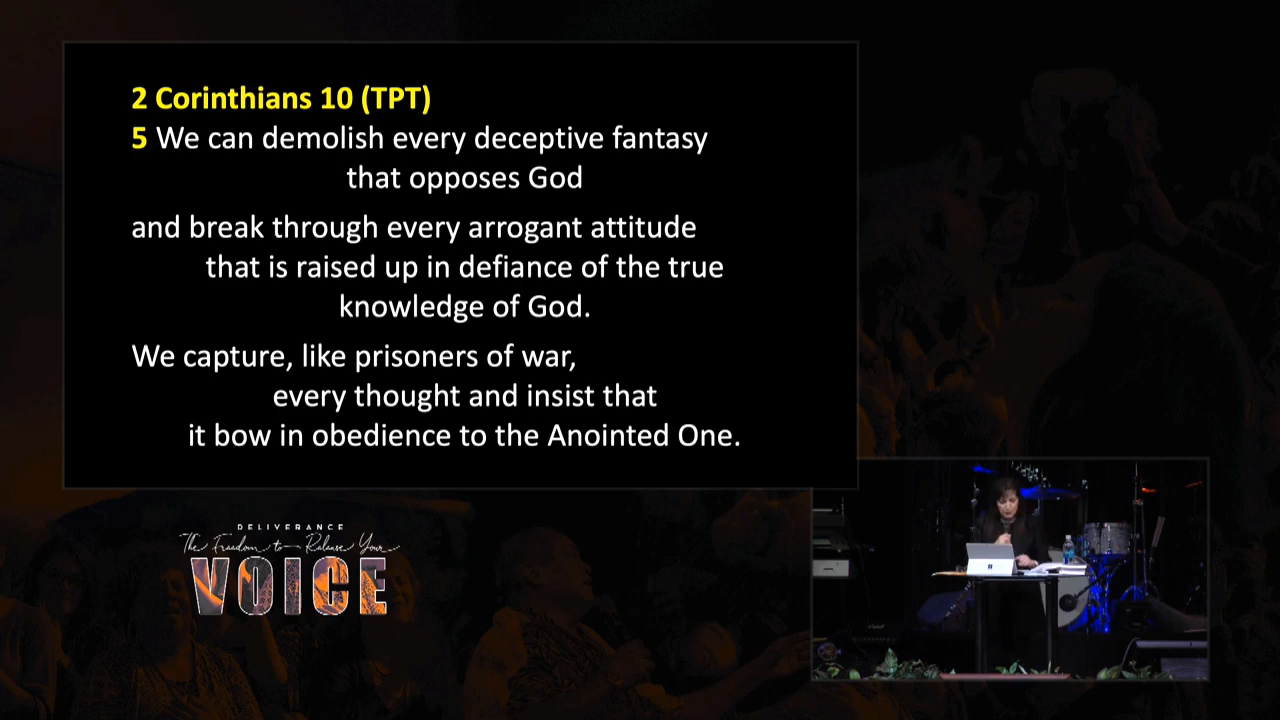 2 Corinthians 10 (TPT)
5 We can demolish every deceptive fantasy
that opposes God
and break through every arrogant attitude
that is raised up in defiance of the true
knowledge of God.
We capture, like prisoners of war,
every thought and insist that
it bow in obedience to the Anointed One.
DELIVERANCE
The Freedom to Release Your
VOICE